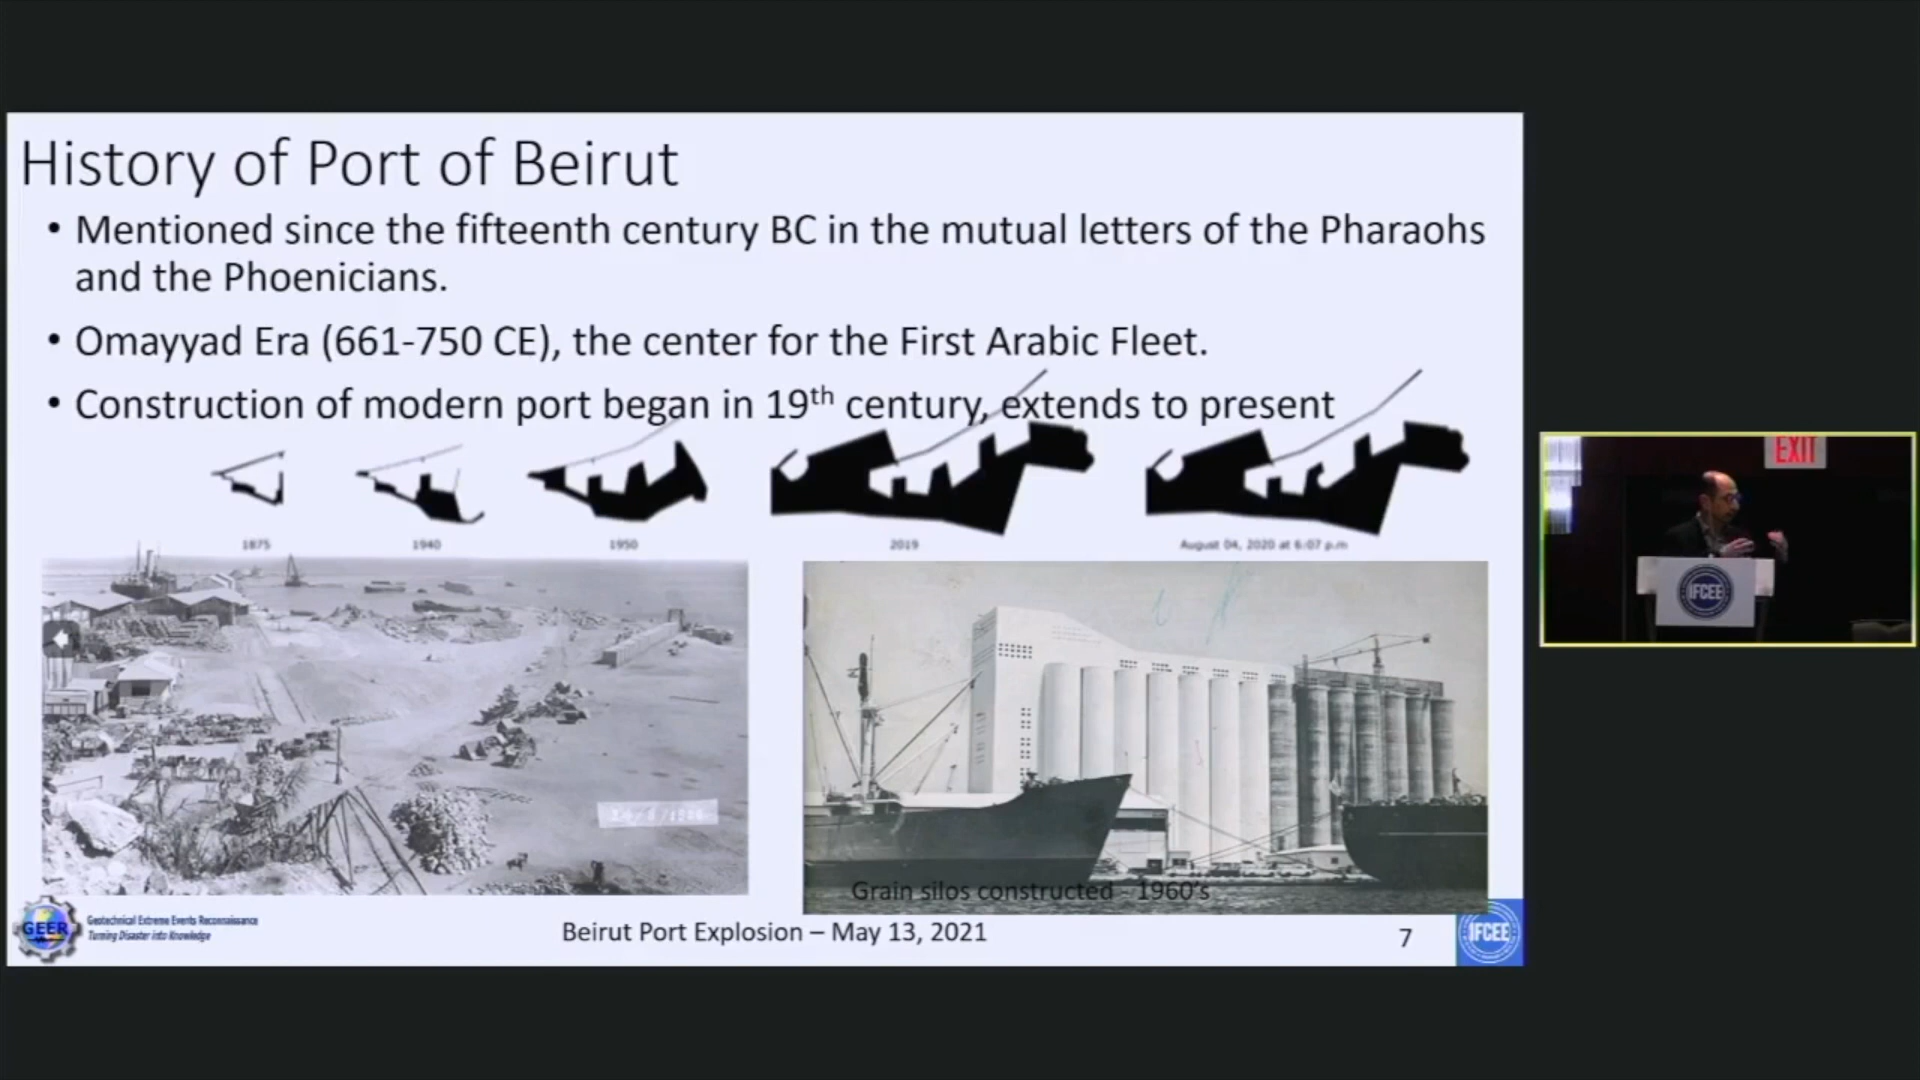 History of Port of Beirut
• Mentioned since the fifteenth century BC in the mutual letters of the Pharaohs
and the Phoenicians.
• Omayyad Era (661-750 CE), the center for the First Arabic Fleet.
• Construction of modern port began in 19th century, extends to present
1875
1940
1950
2019
August 04, 2020 at 6:07 p.m
Grain silos constructed - 1960's
GEER
Geotechnical Extreme Events Reconnaissance
Turning Disaster into Knowledge
Beirut Port Explosion – May 13, 2021
7
IFCEE
EXIT
IFCEE